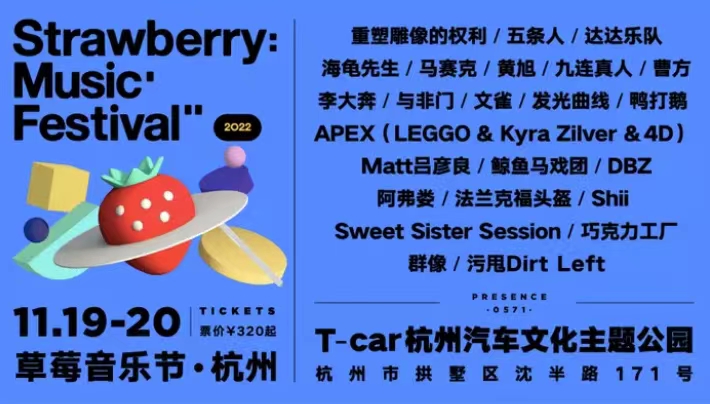 Strawberry:
Music·
Festival"
2022
11.19-20
TICKETS
票价¥320起
草莓音乐节·杭州
重塑雕像的权利 / 五条人 / 达达乐队
海龟先生 / 马赛克 / 黄旭 / 九连真人 / 曹方
李大奔 / 与非门 / 文雀 / 发光曲线 / 鸭打鹅
APEX（LEGGO & Kyra Zilver & 4D）
Matt吕彦良 / 鲸鱼马戏团 / DBZ
阿弗娄 / 法兰克福头盔 / Shii
Sweet Sister Session / 巧克力工厂
群像 / 污甩Dirt Left
PRESENCE
·0571·
T-car杭州汽车文化主题公园
杭州市拱墅区沈半路171号